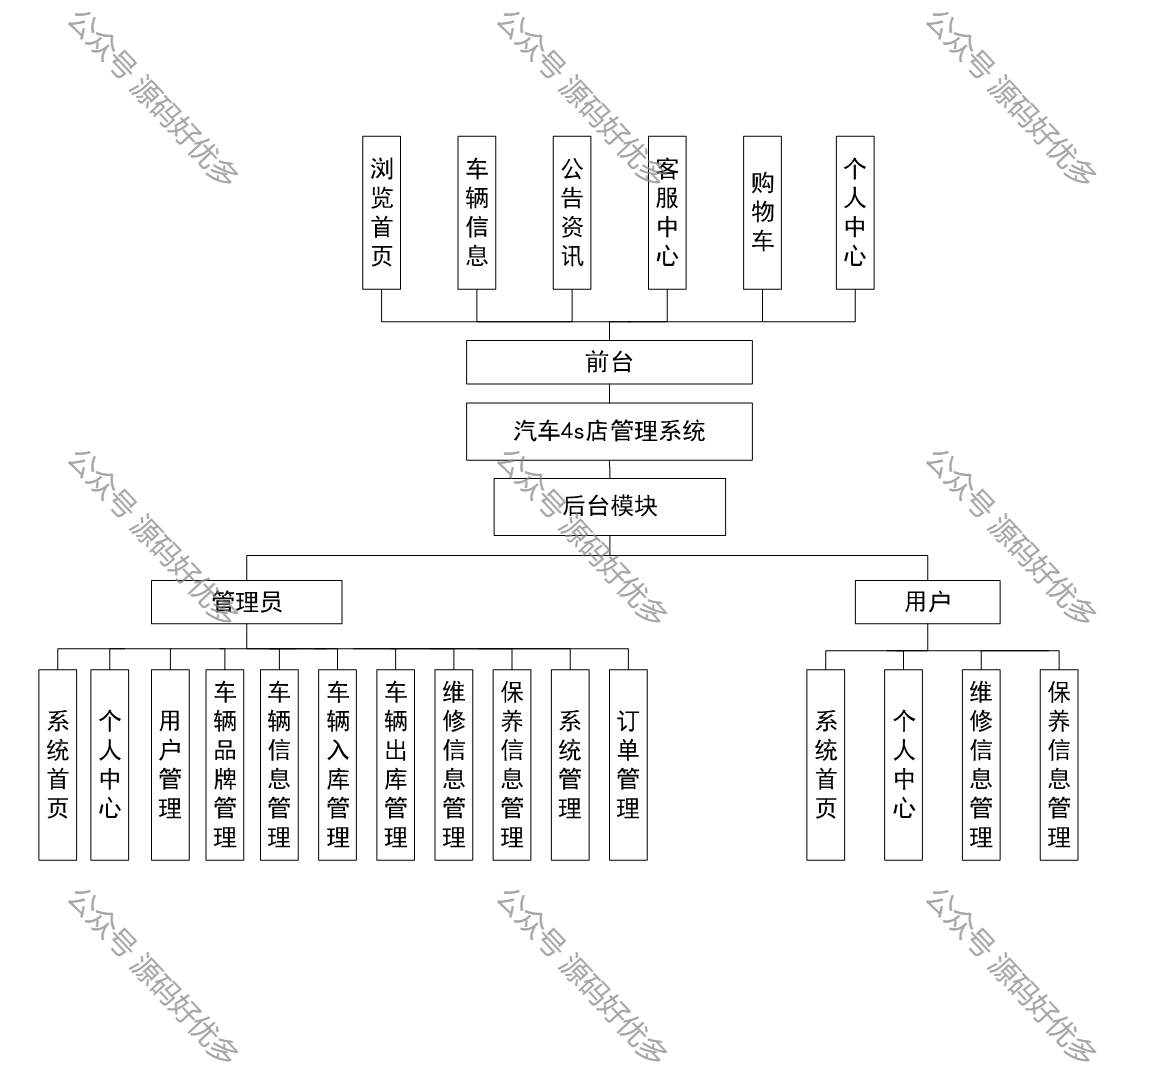 公众号 源码好优多
公众号 源码好优多
公众号 源码好优多
浏览首页
车辆信息
公告资讯
客服中心
购物车
个人中心
前台
汽车4s店管理系统
公众号 源码好优多
公众号 源码好优多
公众号 源码好优多
后台模块
管理员
用户
系统首页
个人中心
用户管理
车辆品牌管理
车辆信息管理
车辆入库管理
车辆出库管理
维修信息管理
保养信息管理
系统管理
订单管理
系统首页
个人中心
维修信息管理
保养信息管理
公众号 源码好优多
公众号 源码好优多
公众号 源码好优多